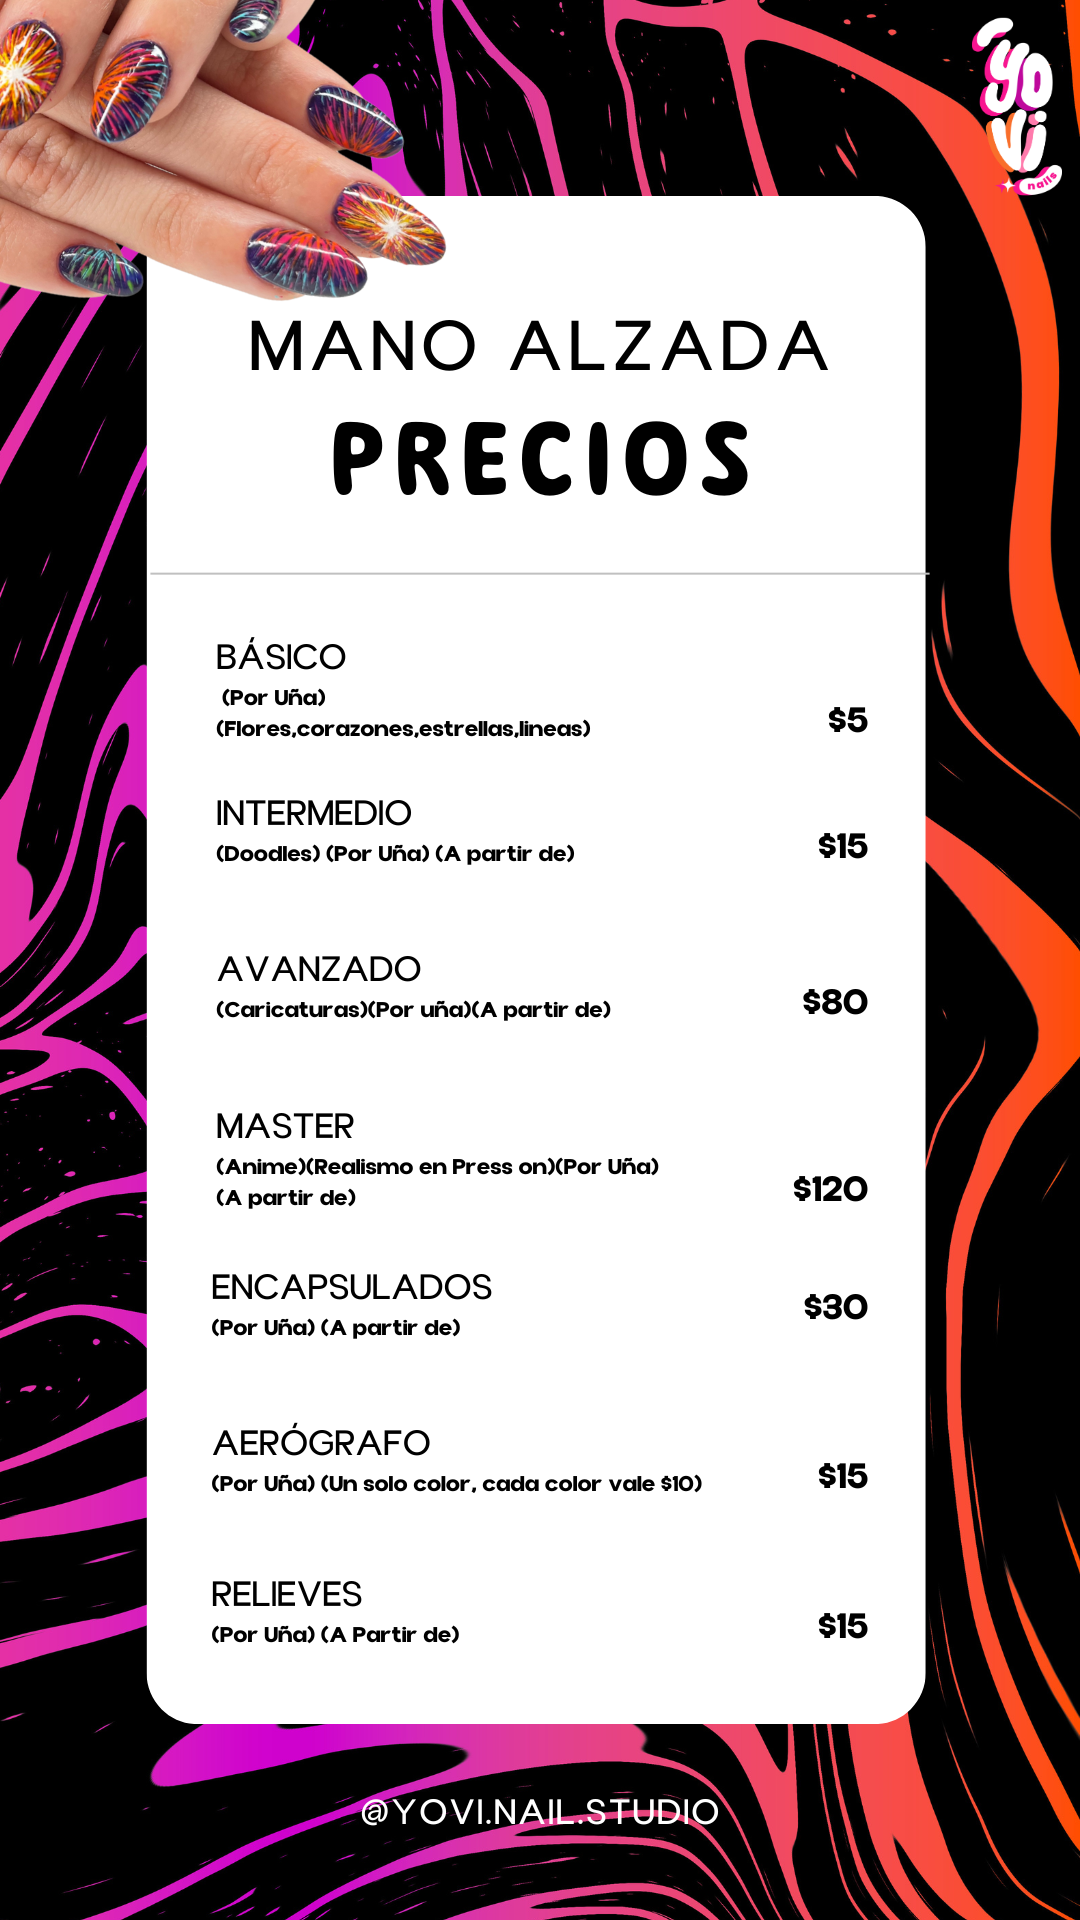 YOVi
nails
MANO ALZADA
PRECIOS
BÁSICO
(Por Uña)
(Flores,corazones,estrellas,lineas)
$5
INTERMEDIO
(Doodles) (Por Uña) (A partir de)
$15
AVANZADO
(Caricaturas)(Por uña)(A partir de)
$80
MASTER
(Anime)(Realismo en Press on)(Por Uña)
(A partir de)
$120
ENCAPSULADOS
(Por Uña) (A partir de)
$30
AERÓGRAFO
(Por Uña) (Un solo color, cada color vale $10)
$15
RELIEVES
(Por Uña) (A Partir de)
$15
@YOVI.NAIL.STUDIO